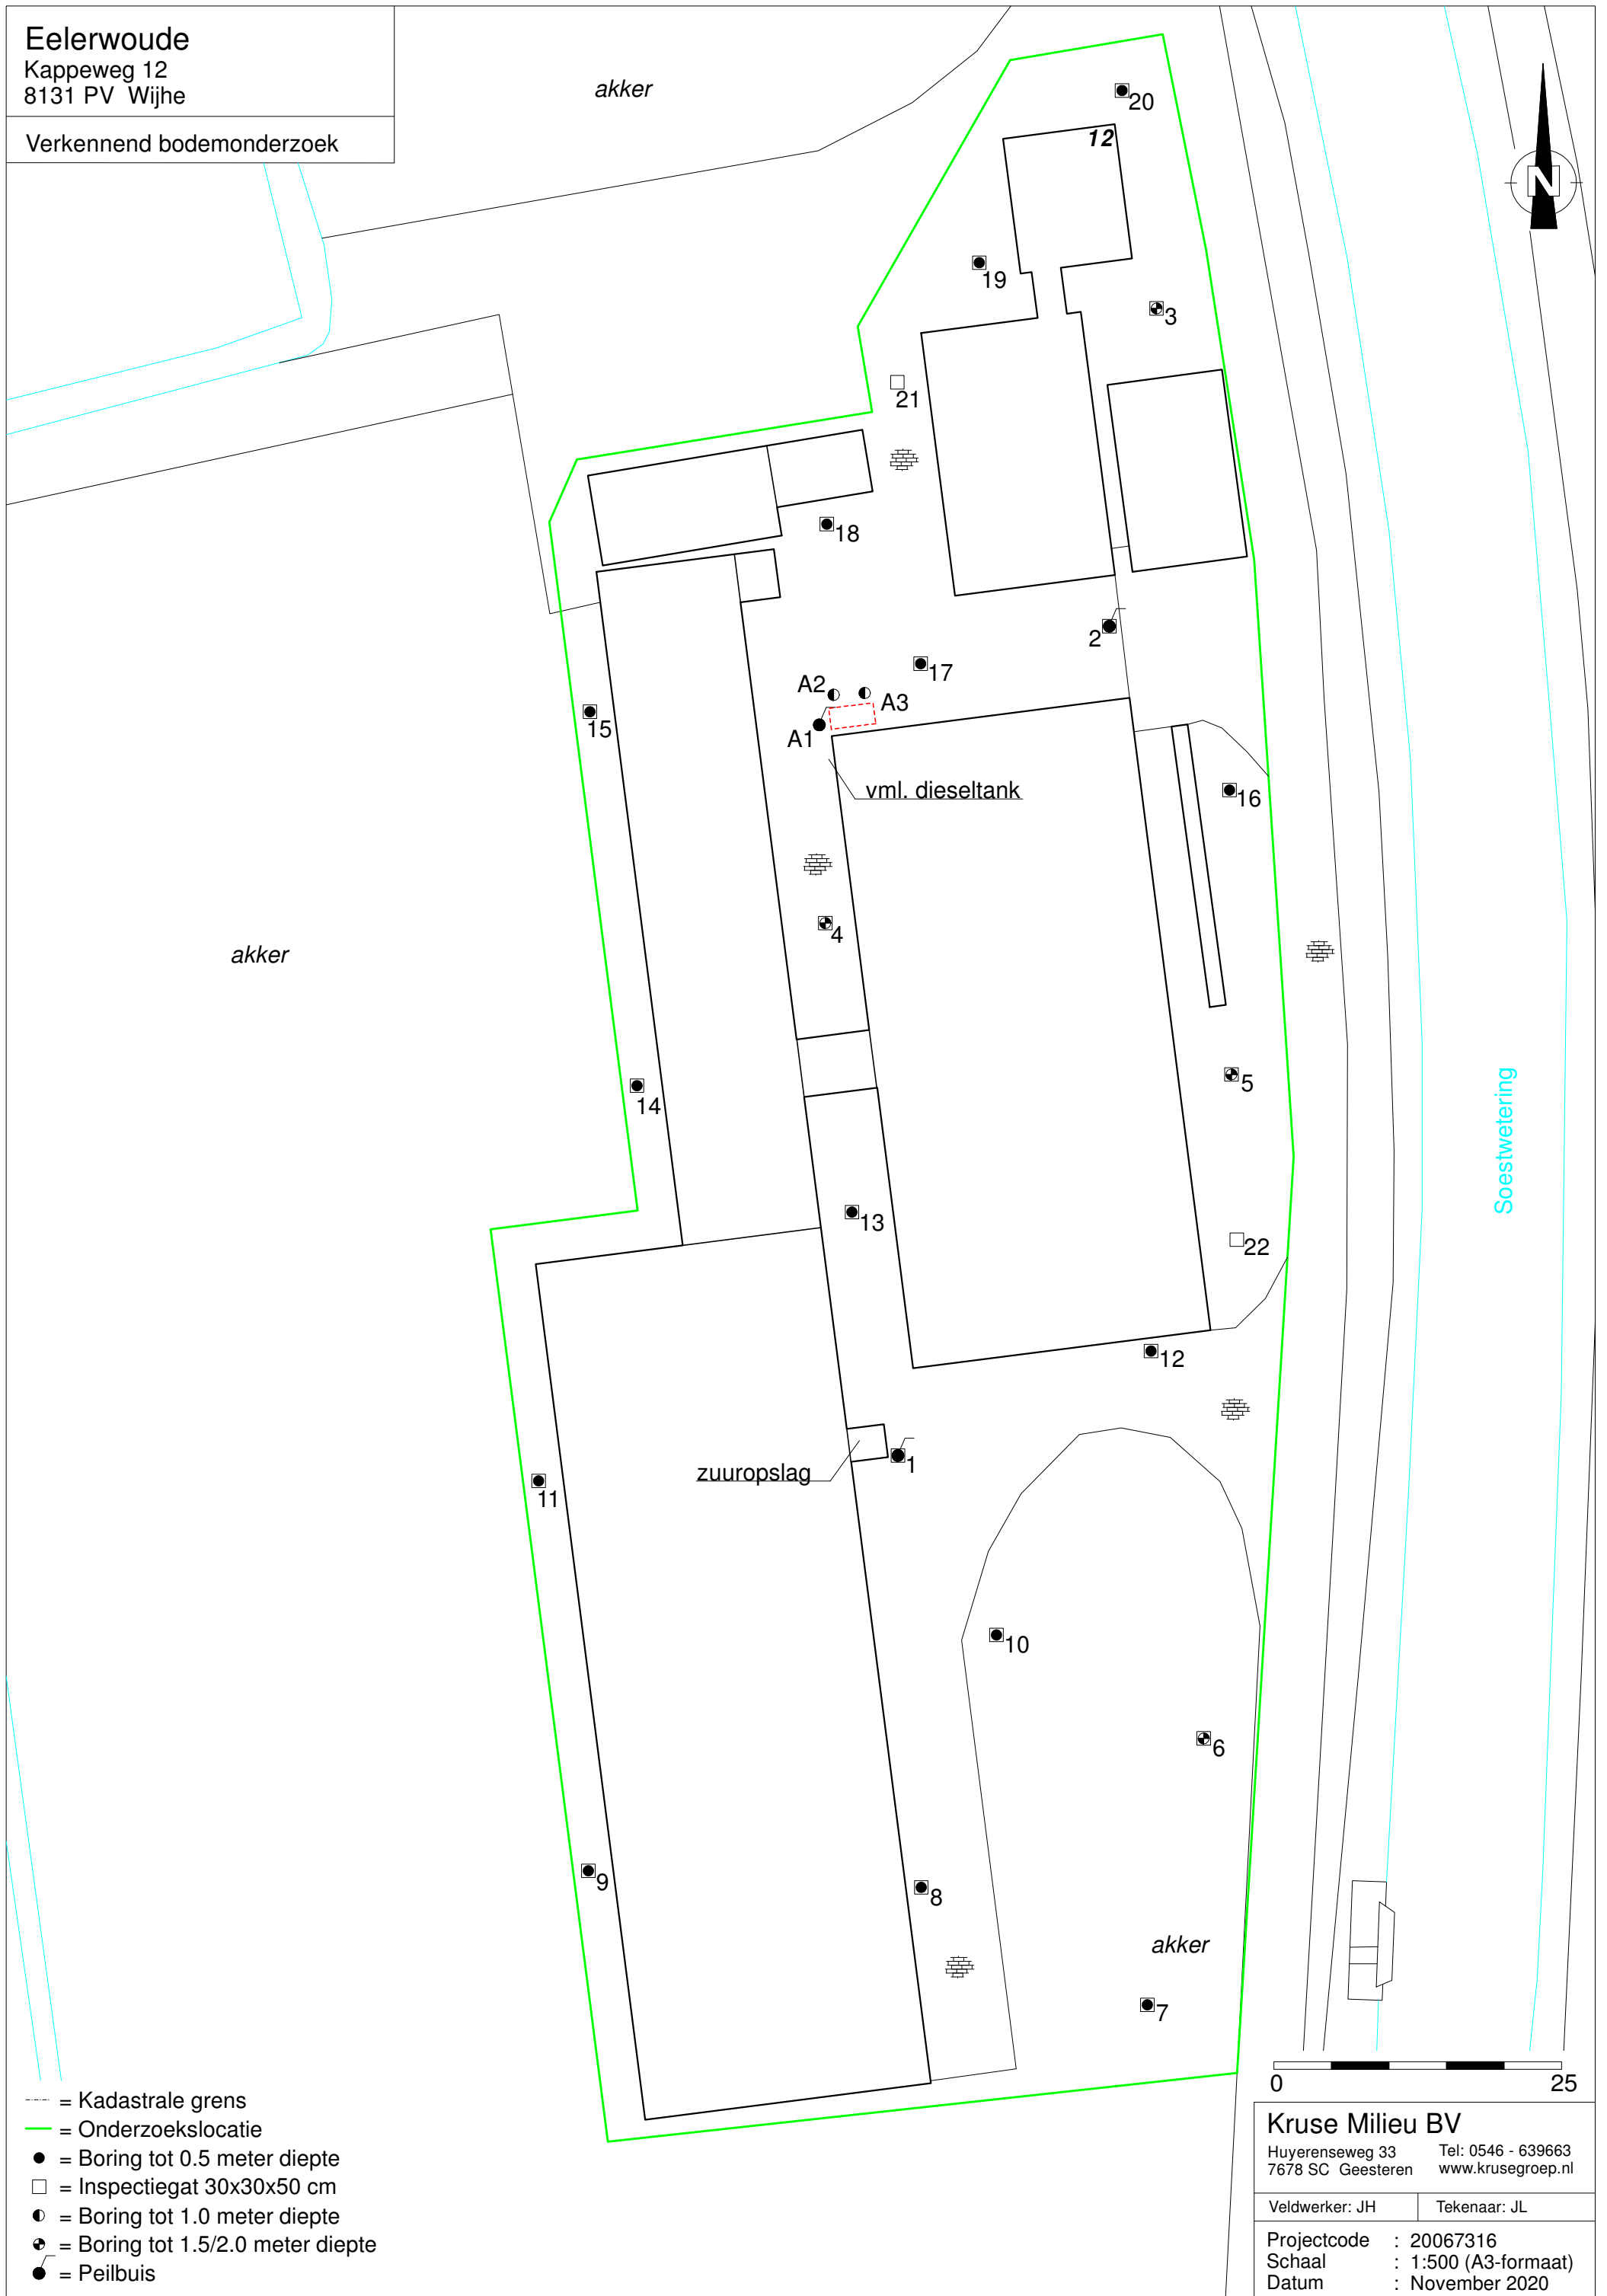 Eelerwoude
Kappeweg 12
8131 PV Wijhe
Verkennend bodemonderzoek
akker
20
12
N
19
3
21
18
2
17
A2
A3
A1
15
vml. dieseltank
16
4
akker
5
14
Soestwetering
13
22
12
1
zuuropslag
11
10
6
9
8
akker
7
0 25
= Kadastrale grens
= Onderzoekslocatie
= Boring tot 0.5 meter diepte
= Inspectiegat 30x30x50 cm
= Boring tot 1.0 meter diepte
= Boring tot 1.5/2.0 meter diepte
= Peilbuis
Kruse Milieu BV
Huyerenseweg 33 Tel: 0546 - 639663
7678 SC Geesteren www.krusegroep.nl
Veldwerker: JH Tekenaar: JL
Projectcode : 20067316
Schaal : 1:500 (A3-formaat)
Datum : November 2020